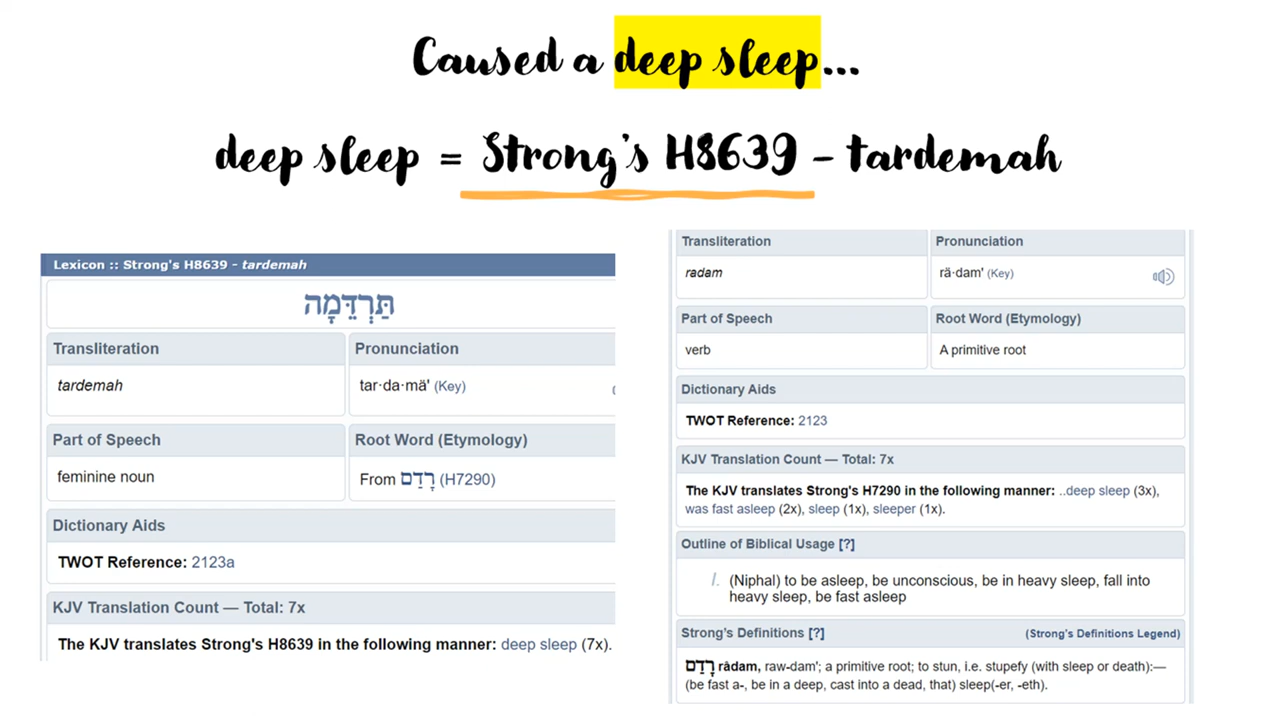 Caused a deep sleep...
deep sleep = Strong's H8639 - tardemah
Lexicon :: Strong's H8639 - tardemah
תַּרְדֵּמָה
Transliteration
Pronunciation
tardemah
tar·da·mä' (Key)
Part of Speech
Root Word (Etymology)
feminine noun
From רָדַם (H7290)
Dictionary Aids
TWOT Reference: 2123a
KJV Translation Count — Total: 7x
The KJV translates Strong's H8639 in the following manner: deep sleep (7x).
Transliteration
Pronunciation
radam
rä·dam' (Key)
Part of Speech
Root Word (Etymology)
verb
A primitive root
Dictionary Aids
TWOT Reference: 2123
KJV Translation Count — Total: 7x
The KJV translates Strong's H7290 in the following manner: ..deep sleep (3x),
was fast asleep (2x), sleep (1x), sleeper (1x).
Outline of Biblical Usage [?]
I. (Niphal) to be asleep, be unconscious, be in heavy sleep, fall into
heavy sleep, be fast asleep
Strong's Definitions [?]
(Strong's Definitions Legend)
רָדַם râdam, raw-dam'; a primitive root; to stun, i.e. stupefy (with sleep or death):—
(be fast a-, be in a deep, cast into a dead, that) sleep(-er, -eth).